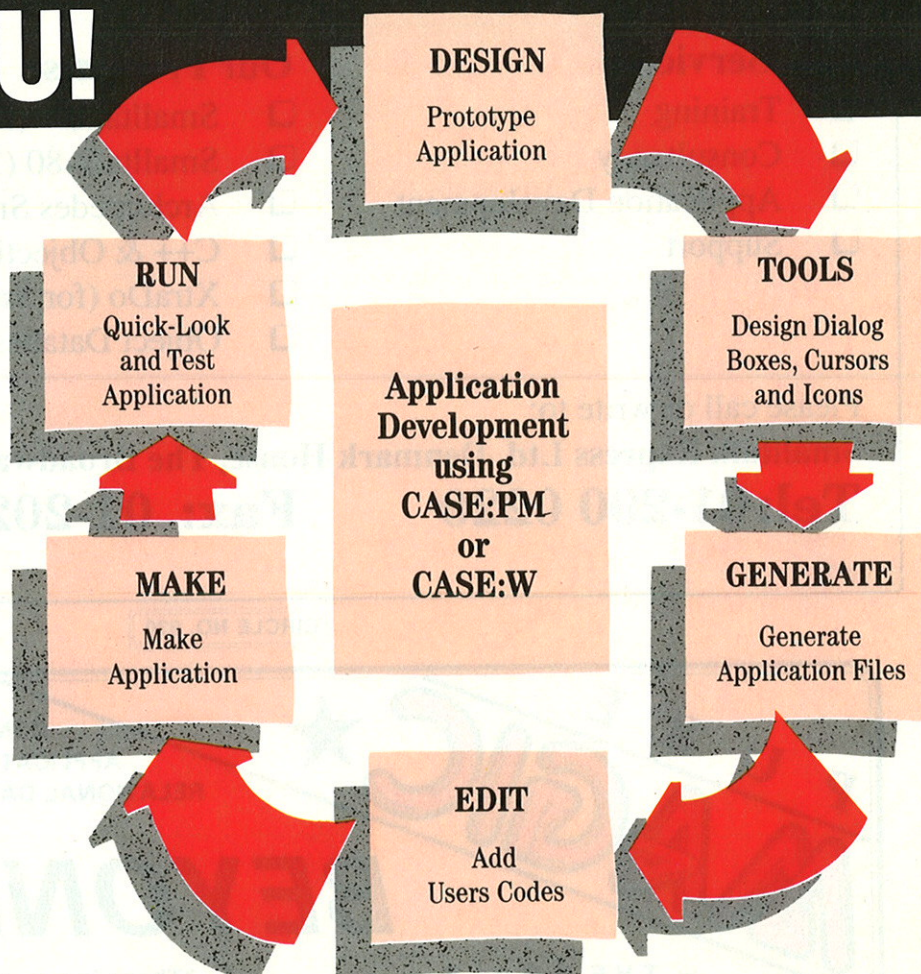 U!
DESIGN
Prototype
Application
TOOLS
Design Dialog
Boxes, Cursors
and Icons
GENERATE
Generate
Application Files
EDIT
Add
Users Codes
MAKE
Make
Application
RUN
Quick-Look
and Test
Application
Application
Development
using
CASE:PM
or
CASE:W